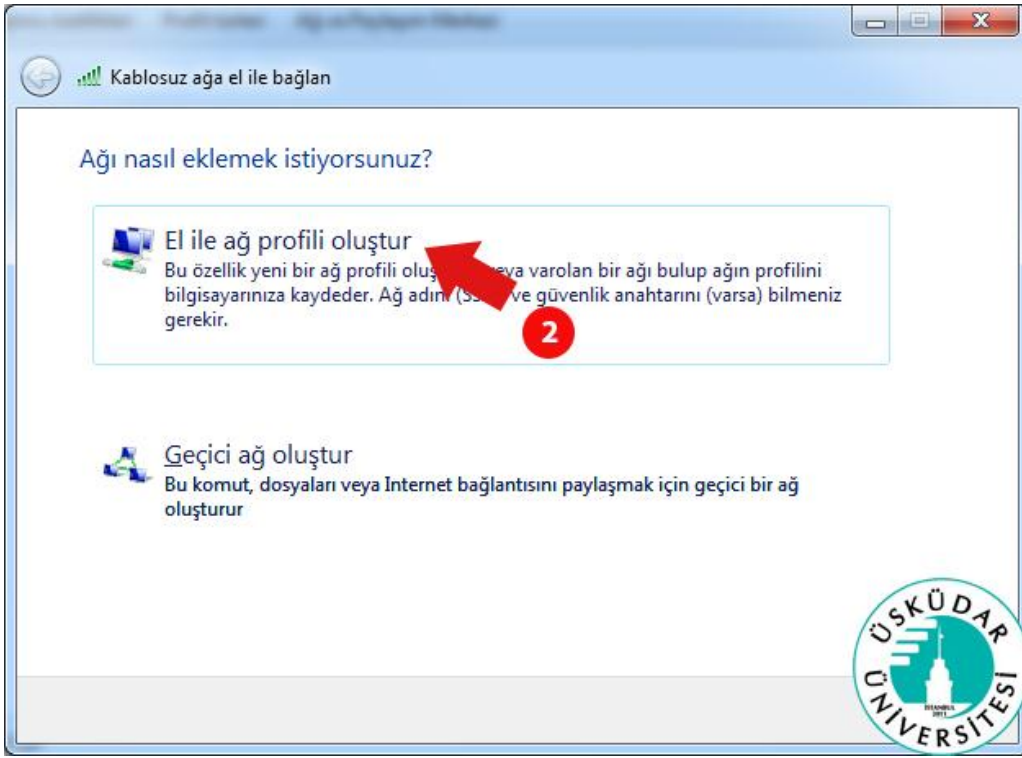 Kablosuz ağa el ile bağlan
Ağı nasıl eklemek istiyorsunuz?
El ile ağ profili oluştur
Bu özellik yeni bir ağ profili veya varolan bir ağı bulup ağın profilini
bilgisayarınıza kaydeder. Ağ adını ve güvenlik anahtarını (varsa) bilmeniz
gerekir.
2
Geçici ağ oluştur
Bu komut, dosyaları veya Internet bağlantısını paylaşmak için geçici bir ağ
oluşturur
ÜSKÜDAR
ÜNİVERSİTESİ
İSTANBUL
2011